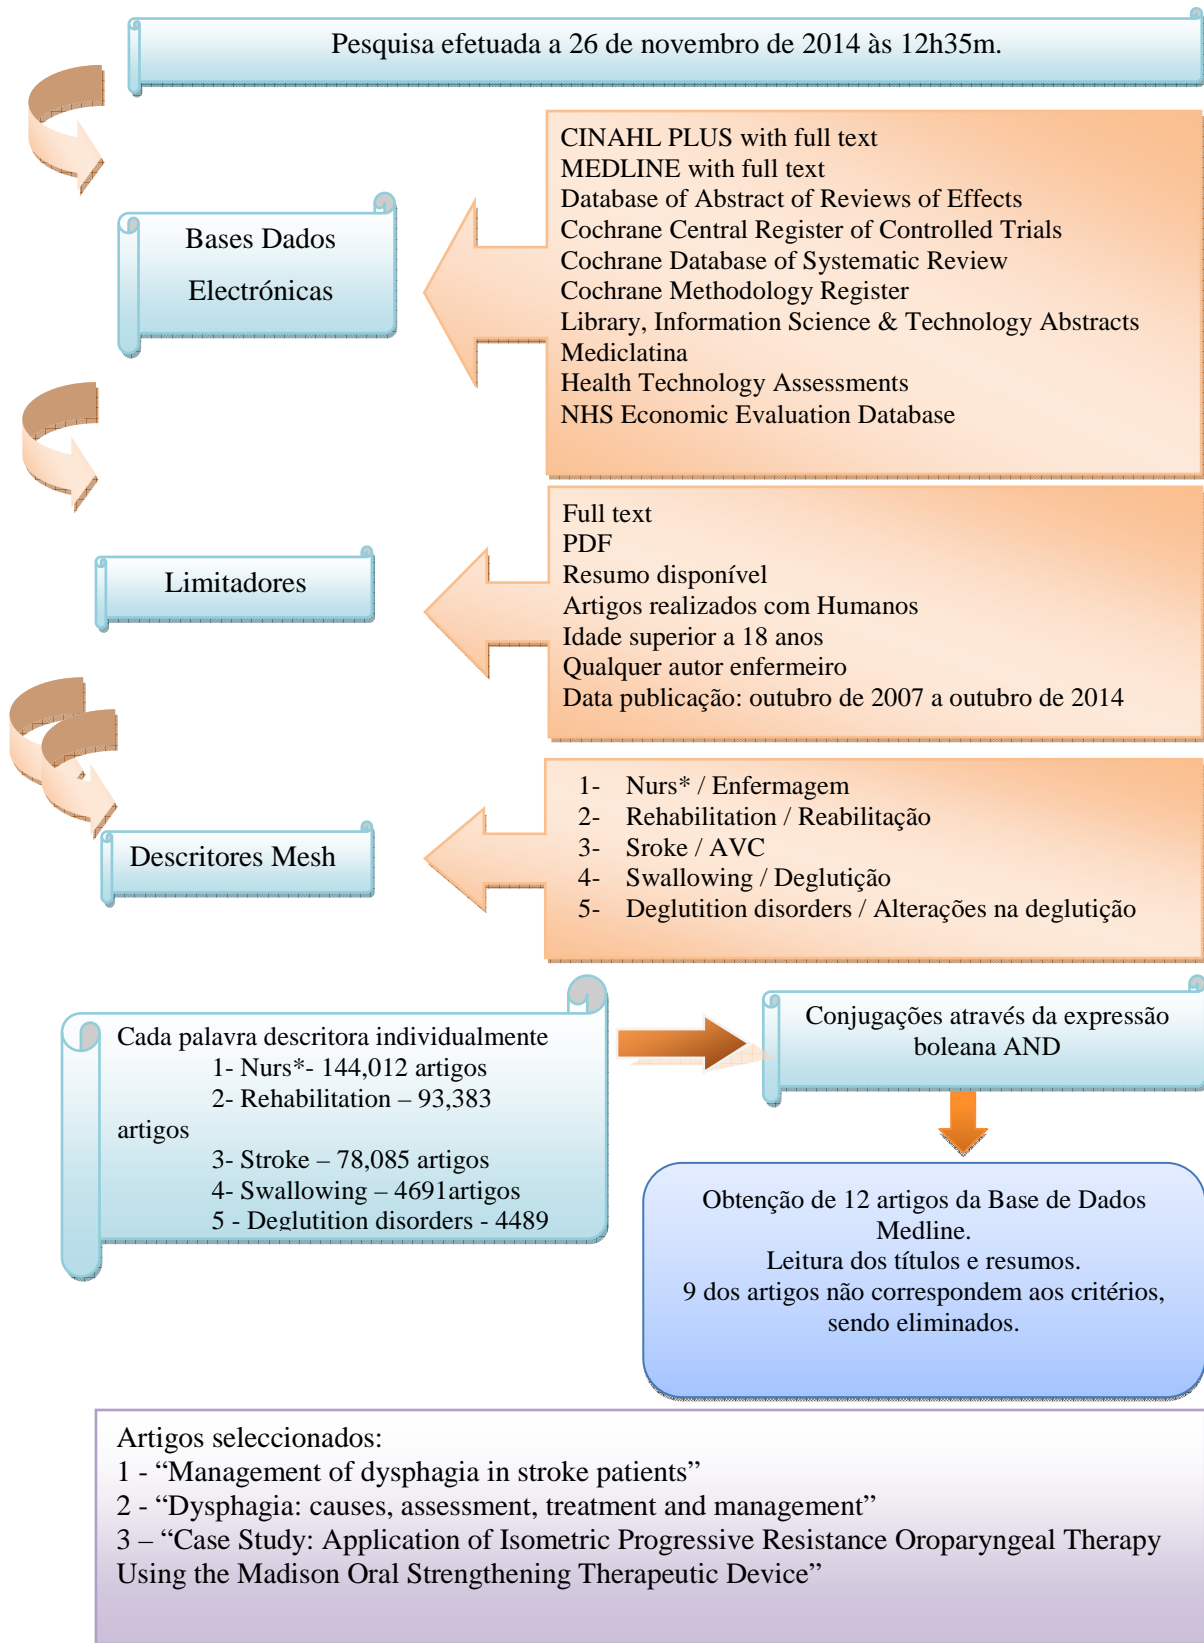 Pesquisa efetuada a 26 de novembro de 2014 às 12h35m.
Bases Dados
Electrónicas
CINAHL PLUS with full text
MEDLINE with full text
Database of Abstract of Reviews of Effects
Cochrane Central Register of Controlled Trials
Cochrane Database of Systematic Review
Cochrane Methodology Register
Library, Information Science & Technology Abstracts
Mediclatina
Health Technology Assessments
NHS Economic Evaluation Database
Limitadores
Full text
PDF
Resumo disponível
Artigos realizados com Humanos
Idade superior a 18 anos
Qualquer autor enfermeiro
Data publicação: outubro de 2007 a outubro de 2014
Descritores Mesh
1- Nurs* / Enfermagem
2- Rehabilitation / Reabilitação
3- Sroke / AVC
4- Swallowing / Deglutição
5- Deglutition disorders / Alterações na deglutição
Cada palavra descritora individualmente
1- Nurs*- 144,012 artigos
2- Rehabilitation – 93,383
artigos
3- Stroke – 78,085 artigos
4- Swallowing – 4691artigos
5 - Deglutition disorders - 4489
Conjugações através da expressão
boleana AND
Obtenção de 12 artigos da Base de Dados
Medline.
Leitura dos títulos e resumos.
9 dos artigos não correspondem aos critérios,
sendo eliminados.
Artigos seleccionados:
1 - “Management of dysphagia in stroke patients”
2 - “Dysphagia: causes, assessment, treatment and management”
3 – “Case Study: Application of Isometric Progressive Resistance Oroparyngeal Therapy
Using the Madison Oral Strengthening Therapeutic Device”